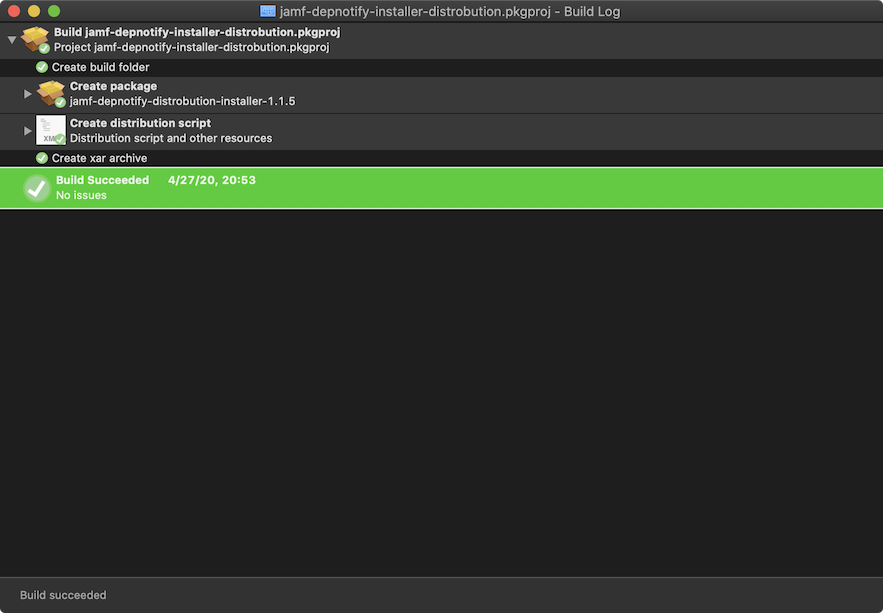 jamf-depnotify-installer-distrobution.pkgproj – Build Log
Build jamf-depnotify-installer-distrobution.pkgproj
Project jamf-depnotify-installer-distrobution.pkgproj
Create build folder
Create package
jamf-depnotify-distrobution-installer-1.1.5
XML
Create distribution script
Distribution script and other resources
Create xar archive
Build Succeeded 4/27/20, 20:53
No issues
Build succeeded